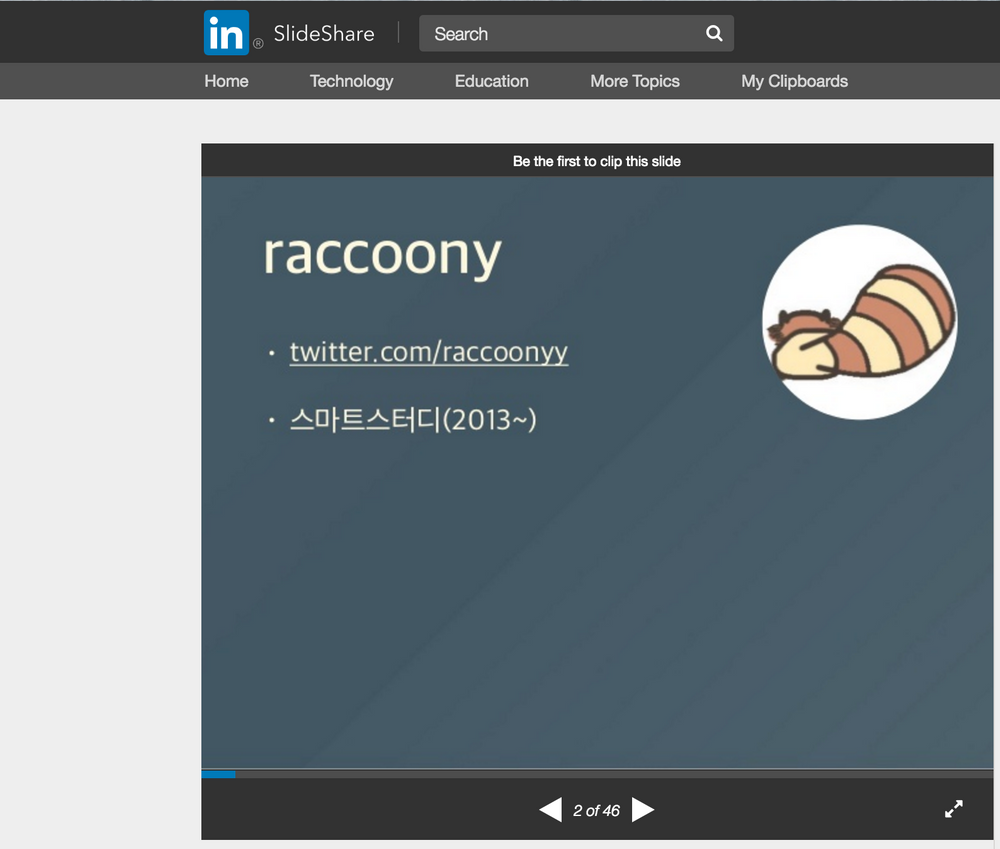 in® SlideShare
Search
Home Technology Education More Topics My Clipboards
Be the first to clip this slide
raccoony
• twitter.com/raccoonyy
• 스마트스터디(2013~)
2 of 46